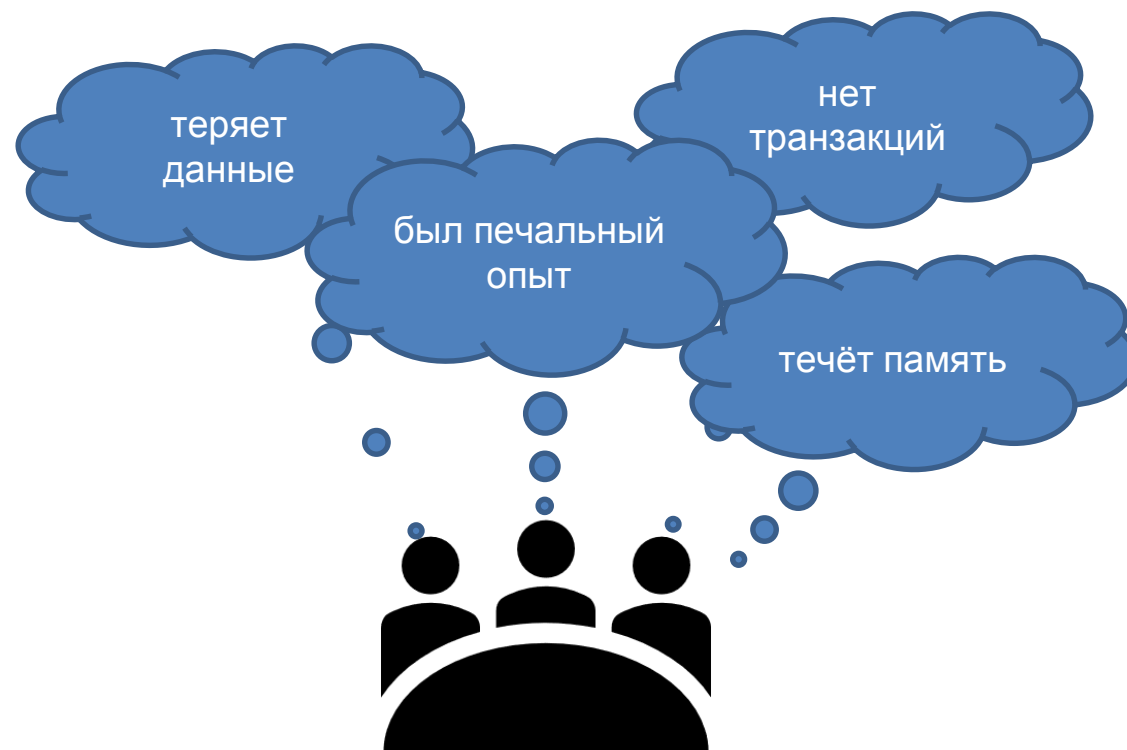 теряет
данные
нет
транзакций
был печальный
опыт
течёт память